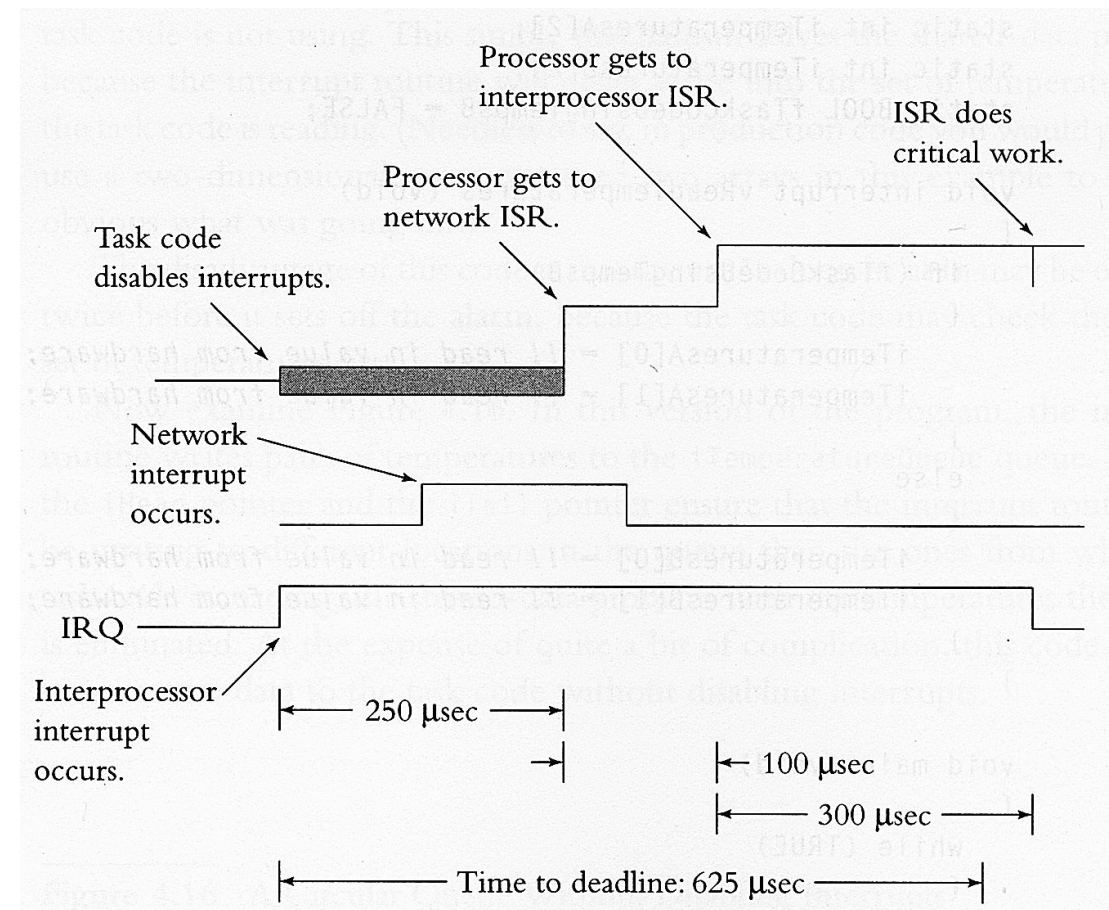 Processor gets to
interprocessor ISR.
ISR does
critical work.
Processor gets to
network ISR.
Task code
disables interrupts.
Network
interrupt
occurs.
IRQ
Interprocessor
interrupt
occurs.
250 μsec
100 μsec
300 μsec
Time to deadline: 625 μsec